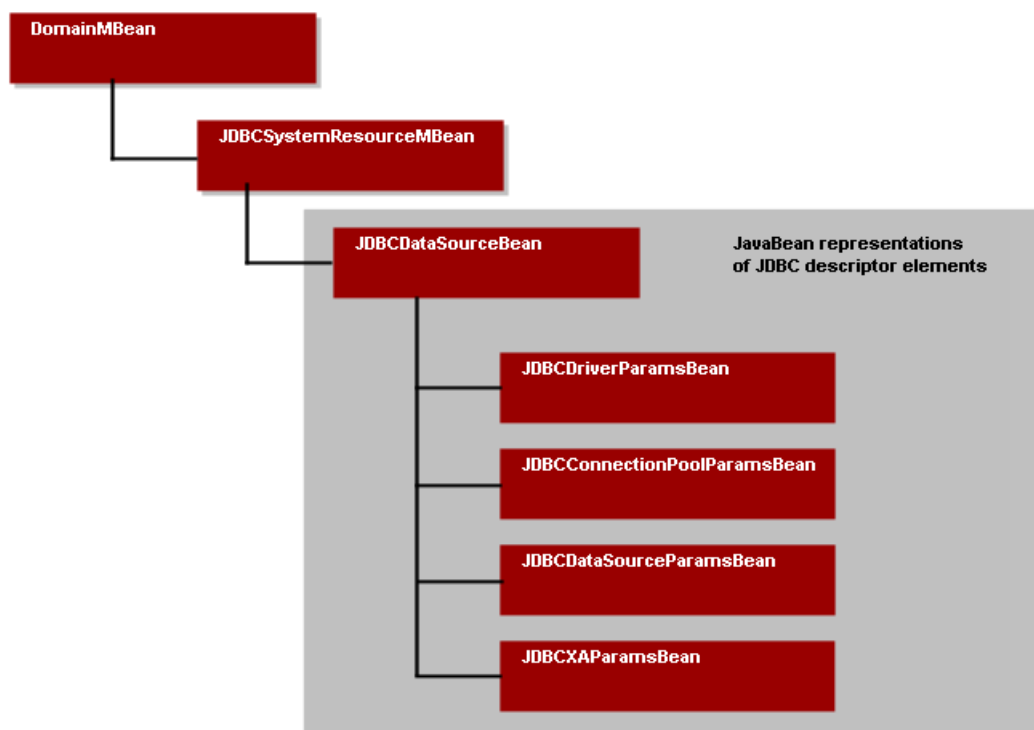 DomainMBean
JDBCSystemResourceMBean
JDBCDataSourceBean
JavaBean representations
of JDBC descriptor elements
JDBCDriverParamsBean
JDBCConnectionPoolParamsBean
JDBCDataSourceParamsBean
JDBCXAParamsBean